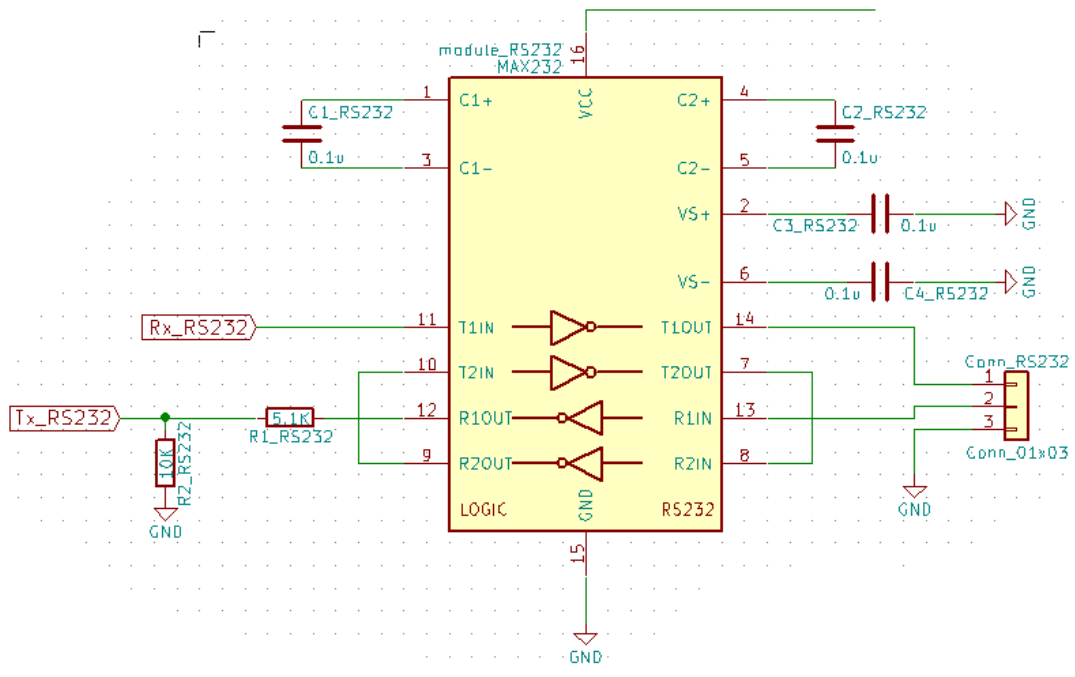 module_RS232
MAX232
16
VCC
1
C1+
C1_RS232
0.1u
3
C1-
4
C2+
C2_RS232
0.1u
5
C2-
2
VS+
C3_RS232
0.1u
GND
6
VS-
0.1u
C4_RS232
GND
Rx_RS232
11
T1IN
T1OUT
14
10
T2IN
T2OUT
7
Tx_RS232
5.1K
R1_RS232
12
R1OUT
R1IN
13
9
R2OUT
R2IN
8
10K
R2_RS232
GND
Conn_RS232
1
2
3
Conn_01x03
GND
LOGIC
GND
RS232
15
GND